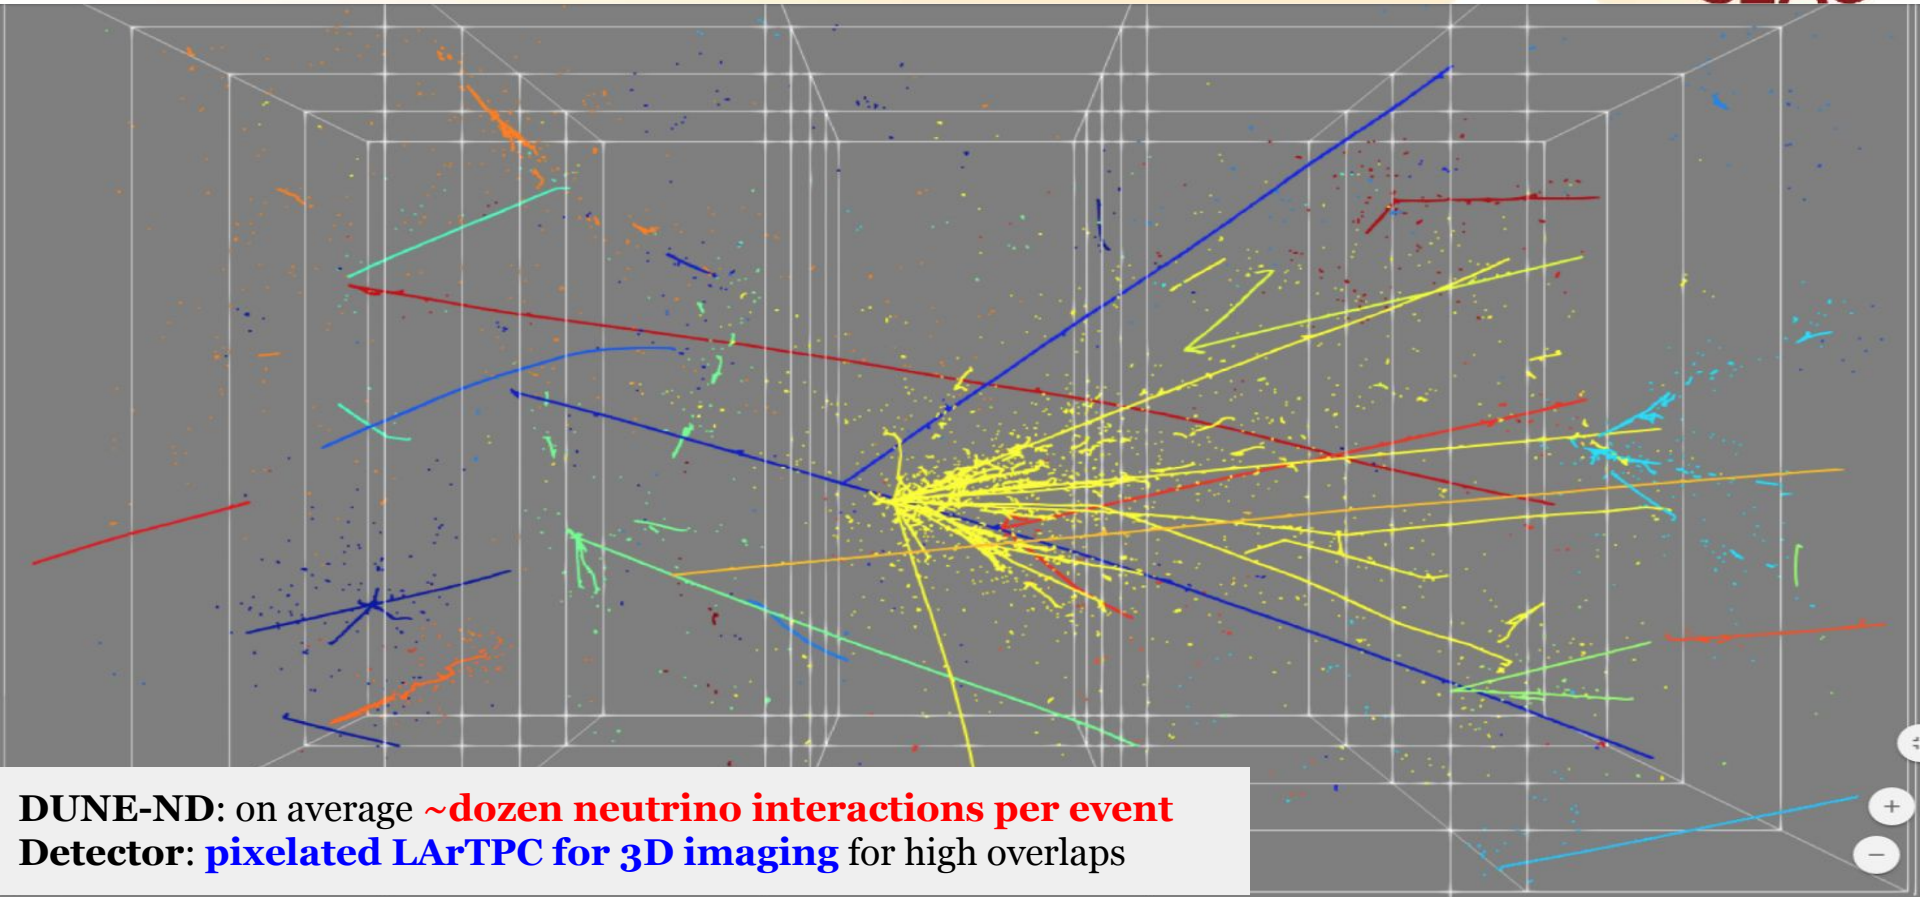 DUNE-ND: on average ~dozen neutrino interactions per event
Detector: pixelated LArTPC for 3D imaging for high overlaps
+
−